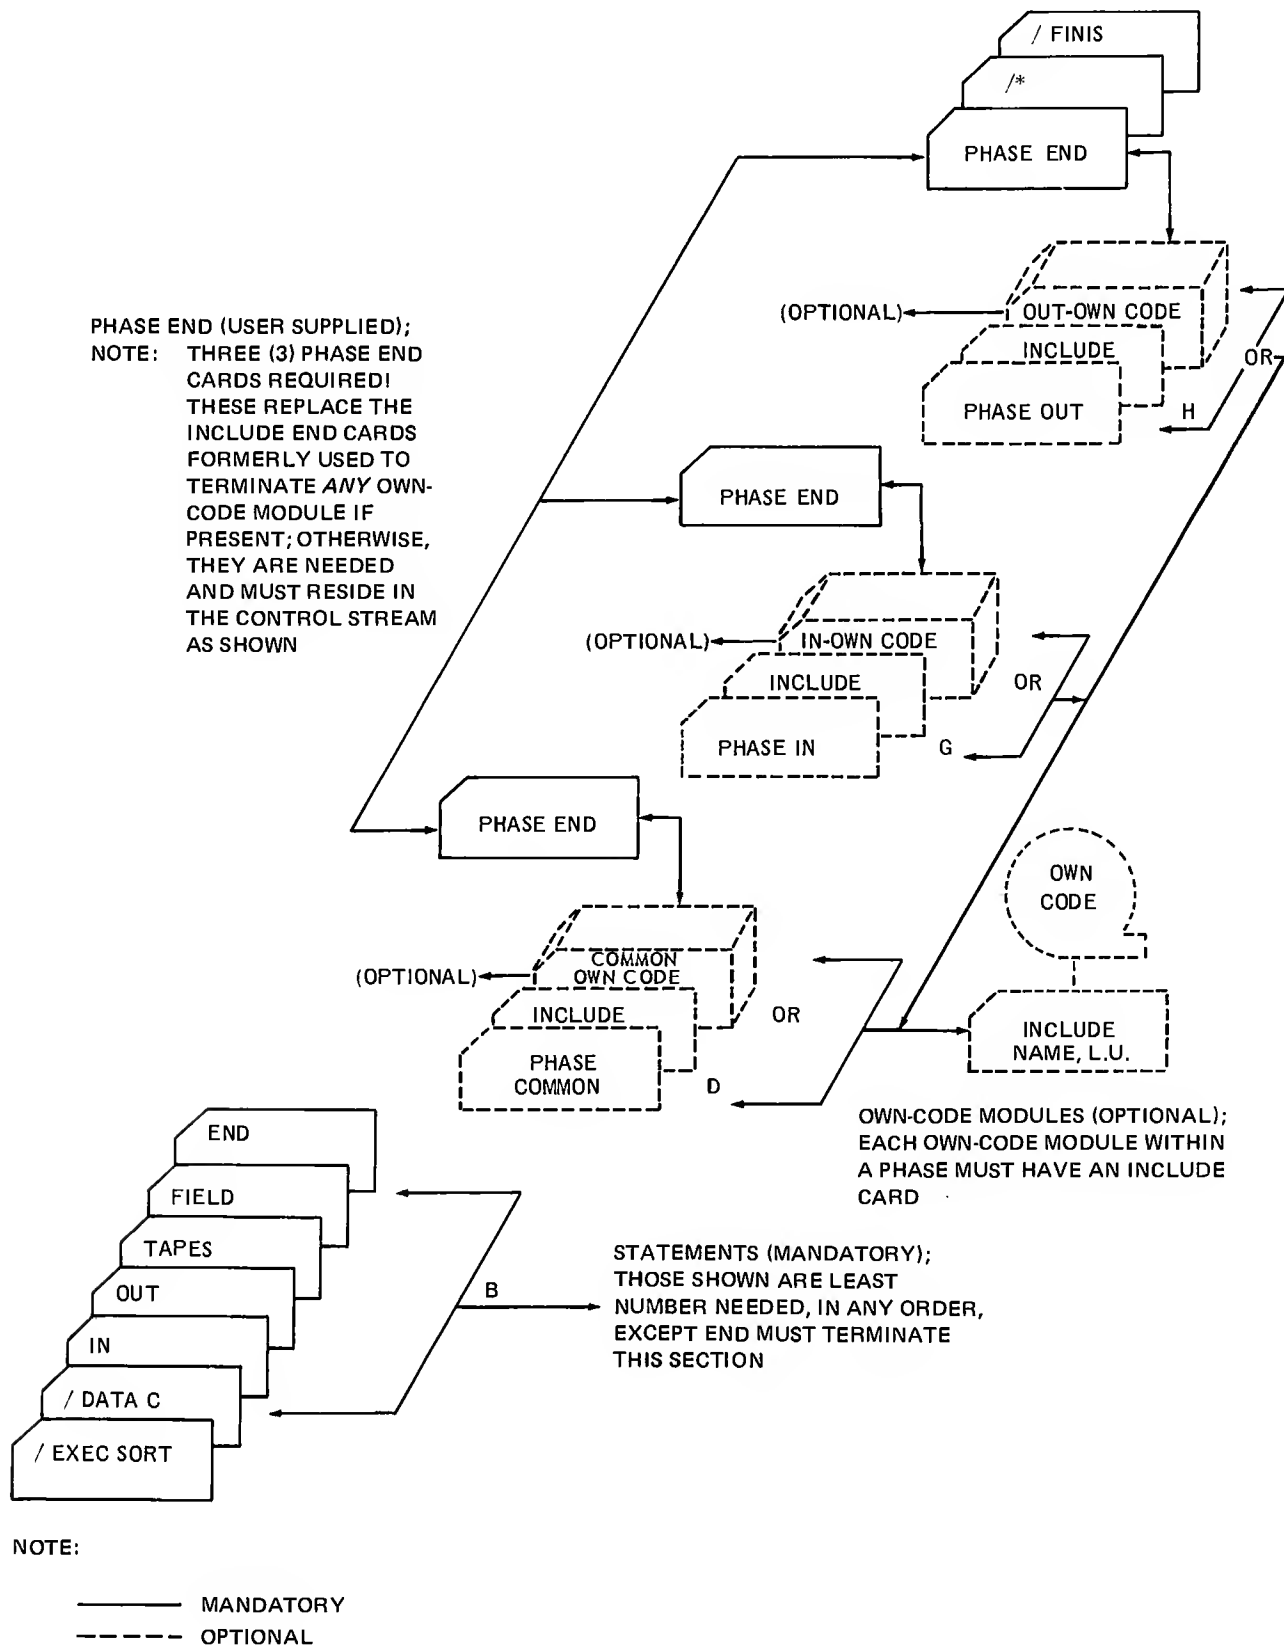 / FINIS
/*
PHASE END
(OPTIONAL)
OUT-OWN CODE
INCLUDE
PHASE OUT
OR
H
PHASE END (USER SUPPLIED);
NOTE: THREE (3) PHASE END
CARDS REQUIRED!
THESE REPLACE THE
INCLUDE END CARDS
FORMERLY USED TO
TERMINATE ANY OWN-
CODE MODULE IF
PRESENT; OTHERWISE,
THEY ARE NEEDED
AND MUST RESIDE IN
THE CONTROL STREAM
AS SHOWN
PHASE END
(OPTIONAL)
IN-OWN CODE
INCLUDE
PHASE IN
OR
G
PHASE END
(OPTIONAL)
COMMON
OWN CODE
INCLUDE
PHASE
COMMON
OR
D
OWN
CODE
INCLUDE
NAME, L.U.
OWN-CODE MODULES (OPTIONAL);
EACH OWN-CODE MODULE WITHIN
A PHASE MUST HAVE AN INCLUDE
CARD
END
FIELD
TAPES
OUT
IN
/ DATA C
/ EXEC SORT
B
STATEMENTS (MANDATORY);
THOSE SHOWN ARE LEAST
NUMBER NEEDED, IN ANY ORDER,
EXCEPT END MUST TERMINATE
THIS SECTION
NOTE:
MANDATORY
OPTIONAL